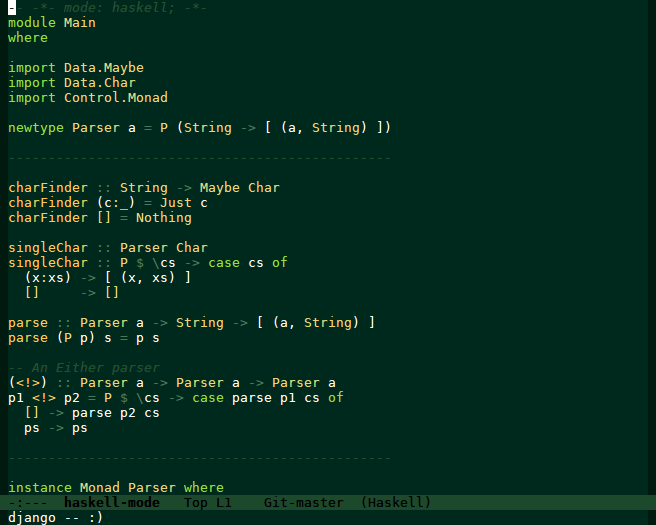 -- -*- mode: haskell; -*-
module Main
where

import Data.Maybe
import Data.Char
import Control.Monad

newtype Parser a = P (String -> [ (a, String) ])

------------------------------------------------

charFinder :: String -> Maybe Char
charFinder (c:_) = Just c
charFinder [] = Nothing

singleChar :: Parser Char
singleChar :: P $ \cs -> case cs of
  (x:xs) -> [ (x, xs) ]
  []     -> []

parse :: Parser a -> String -> [ (a, String) ]
parse (P p) s = p s

-- An Either parser
(<!>) :: Parser a -> Parser a -> Parser a
p1 <!> p2 = P $ \cs -> case parse p1 cs of
  [] -> parse p2 cs
  ps -> ps

------------------------------------------------

instance Monad Parser where
-:---  haskell-mode   Top L1    Git-master  (Haskell)
django -- :)